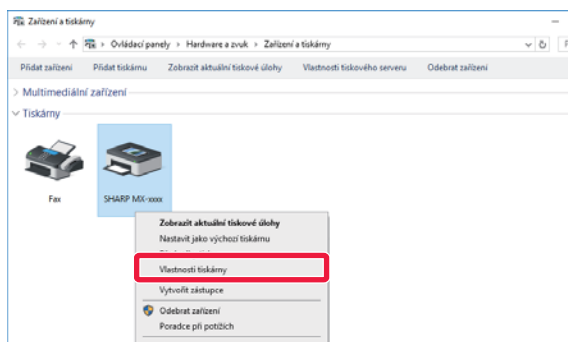 Zařízení a tiskárny
Ovládací panely > Hardware a zvuk > Zařízení a tiskárny
Přidat zařízení Přidat tiskárnu Zobrazit aktuální tiskové úlohy Vlastnosti tiskového serveru Odebrat zařízení
Multimediální zařízení
Tiskárny
Fax
SHARP MX-xxxx
Zobrazit aktuální tiskové úlohy
Nastavit jako výchozí tiskárnu
Vlastnosti tiskárny
Vytvořit zástupce
Odebrat zařízení
Poradce při potížích